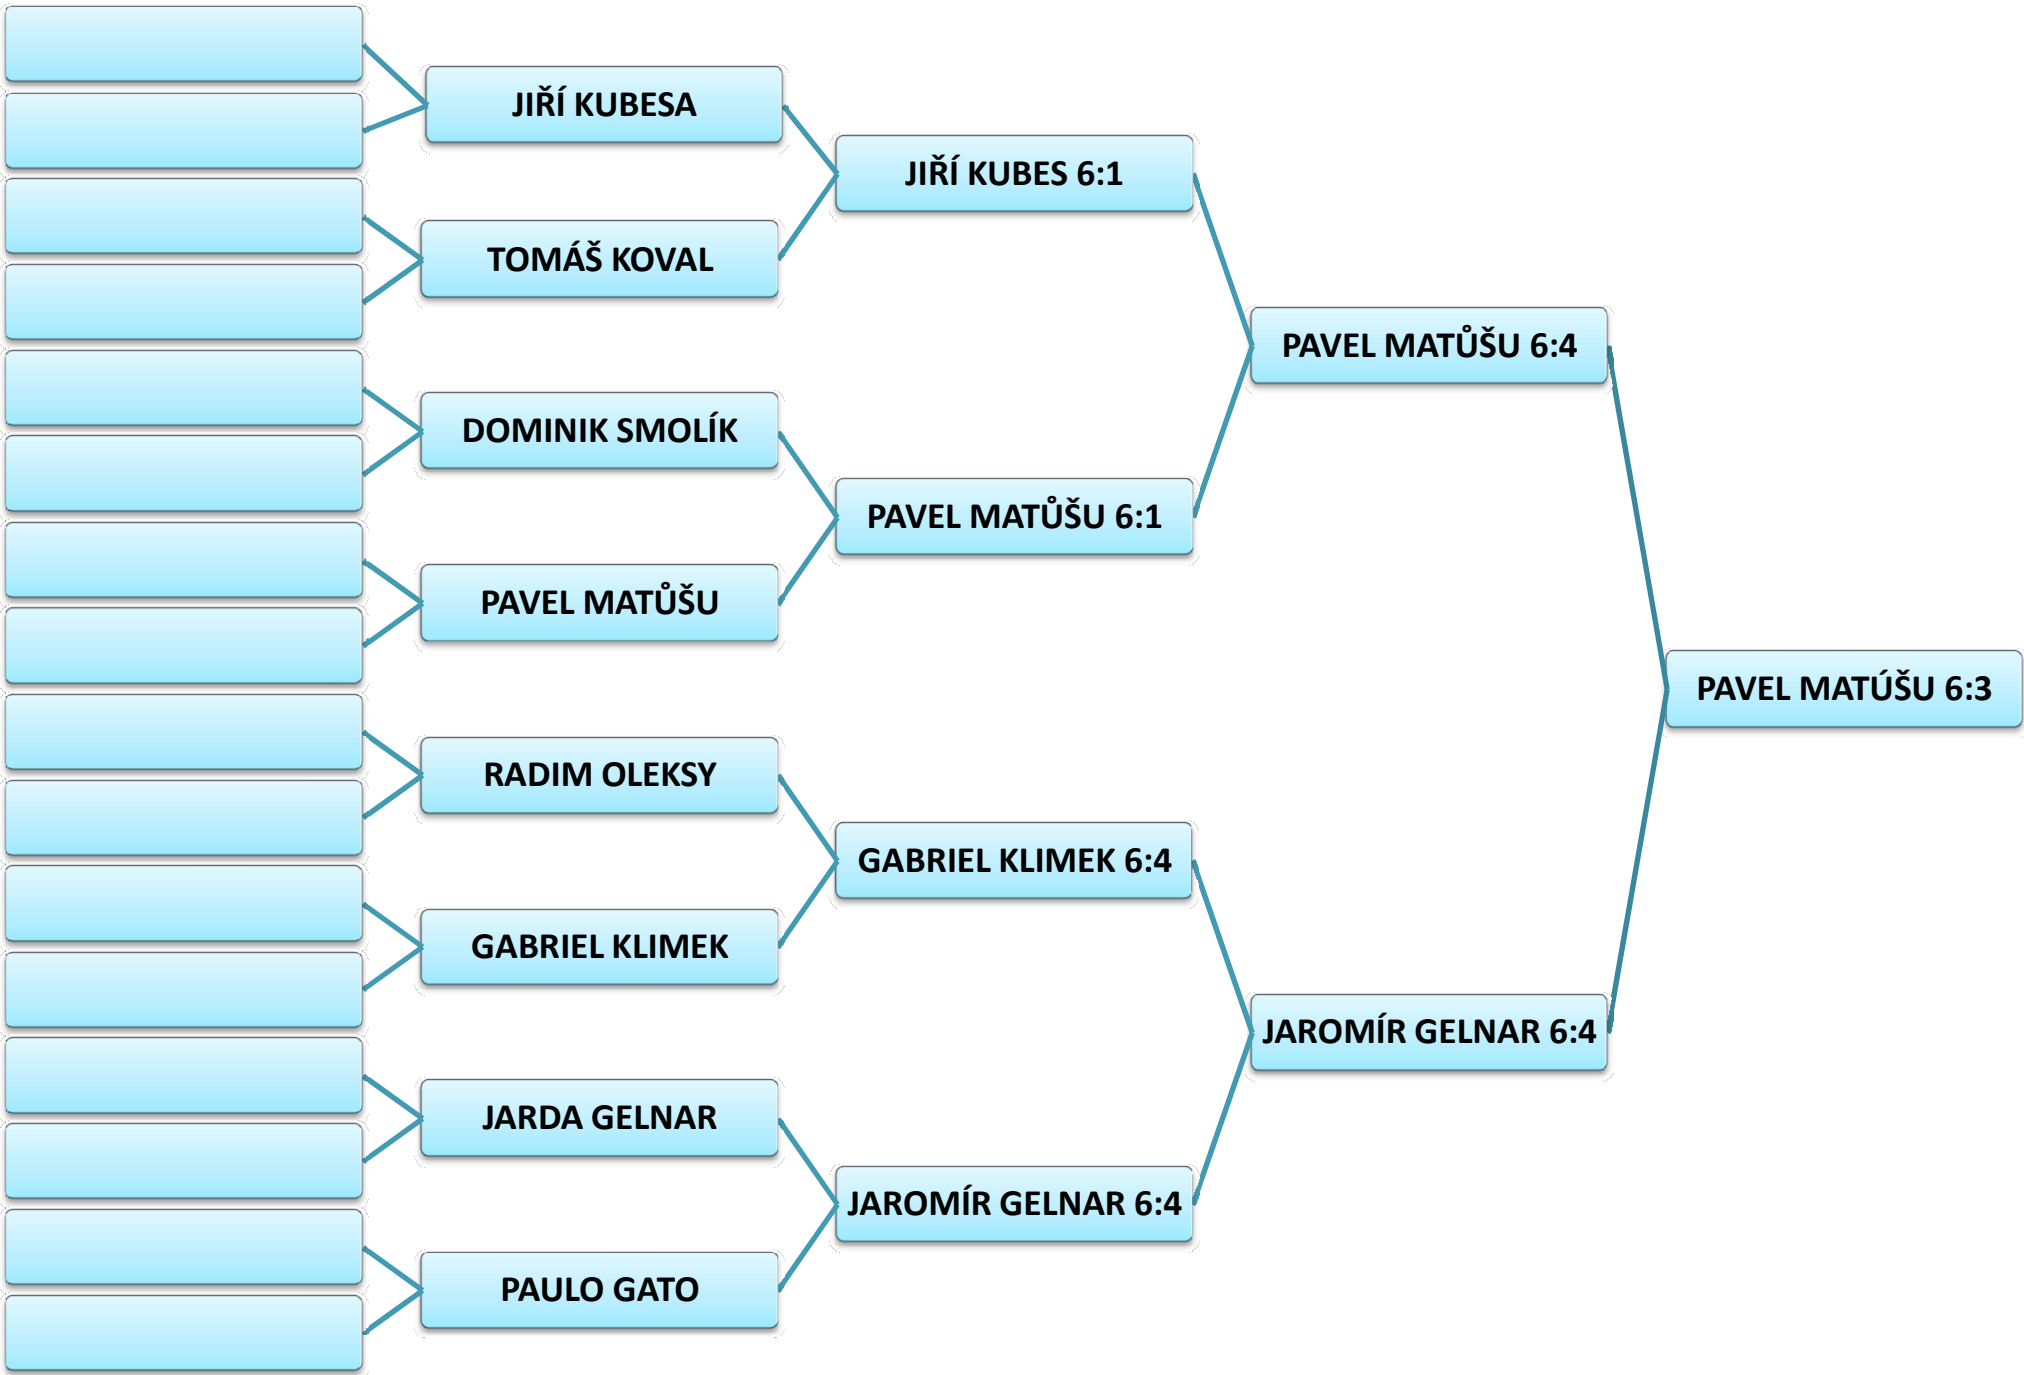 JIŘÍ KUBESA
TOMÁŠ KOVAL
DOMINIK SMOLÍK
PAVEL MATŮŠU
RADIM OLEKSY
GABRIEL KLIMEK
JARDA GELNAR
PAULO GATO
JIŘÍ KUBES 6:1
PAVEL MATŮŠU 6:1
GABRIEL KLIMEK 6:4
JAROMÍR GELNAR 6:4
PAVEL MATŮŠU 6:4
JAROMÍR GELNAR 6:4
PAVEL MATÚŠU 6:3